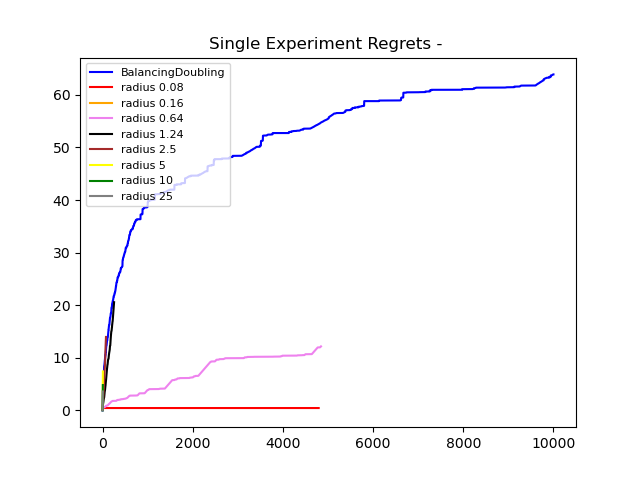 Single Experiment Regrets -
BalancingDoubling
radius 0.08
radius 0.16
radius 0.64
radius 1.24
radius 2.5
radius 5
radius 10
radius 25
60
50
40
30
20
10
0
0 2000 4000 6000 8000 10000